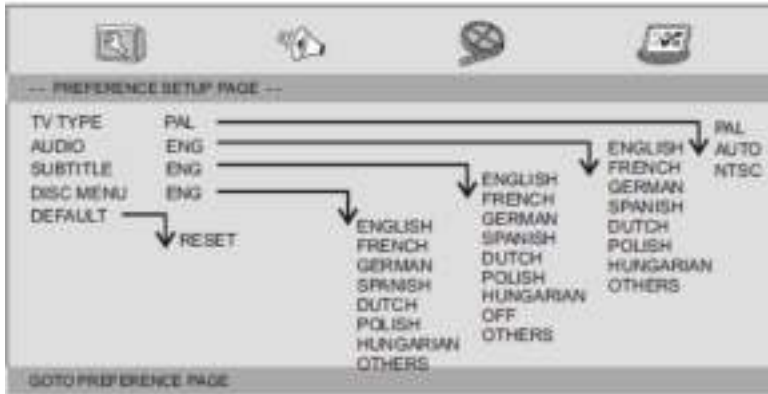 -- PREFERENCE SETUP PAGE --
TV TYPE PAL
AUDIO ENG
SUBTITLE ENG
DISC MENU ENG
DEFAULT
RESET
ENGLISH
FRENCH
GERMAN
SPANISH
DUTCH
POLISH
HUNGARIAN
OTHERS
ENGLISH
FRENCH
GERMAN
SPANISH
DUTCH
POLISH
HUNGARIAN
OFF
OTHERS
ENGLISH
FRENCH
GERMAN
SPANISH
DUTCH
POLISH
HUNGARIAN
OTHERS
PAL
AUTO
NTSC
GOTO PREFERENCE PAGE